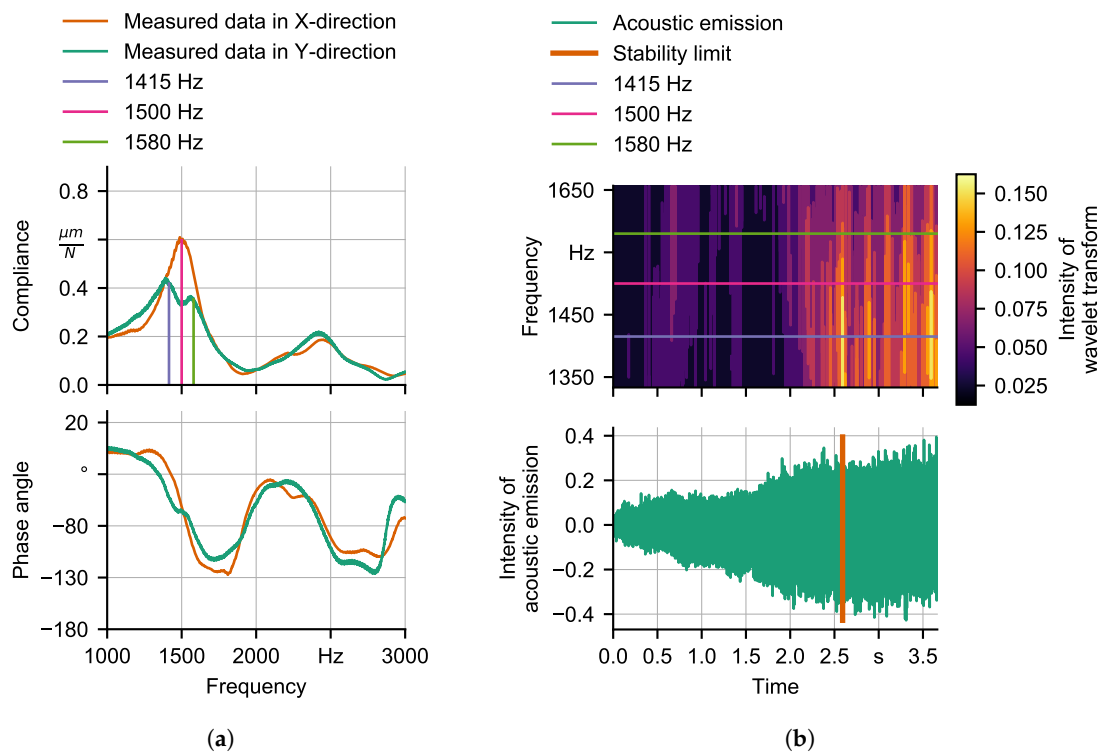 Measured data in X-direction
Measured data in Y-direction
1415 Hz
1500 Hz
1580 Hz
0.8
μm
N
0.4
0.2
0.0
Compliance
20
°
−80
−130
−180
Phase angle
1000
1500
2000
Hz
3000
Frequency
(a)
Acoustic emission
Stability limit
1415 Hz
1500 Hz
1580 Hz
1650
Hz
1450
1350
Frequency
0.150
0.125
0.100
0.075
0.050
0.025
Intensity of
wavelet transform
0.4
0.2
0.0
−0.2
−0.4
Intensity of
acoustic emission
0.0
0.5
1.0
1.5
2.0
2.5
s
3.5
Time
(b)